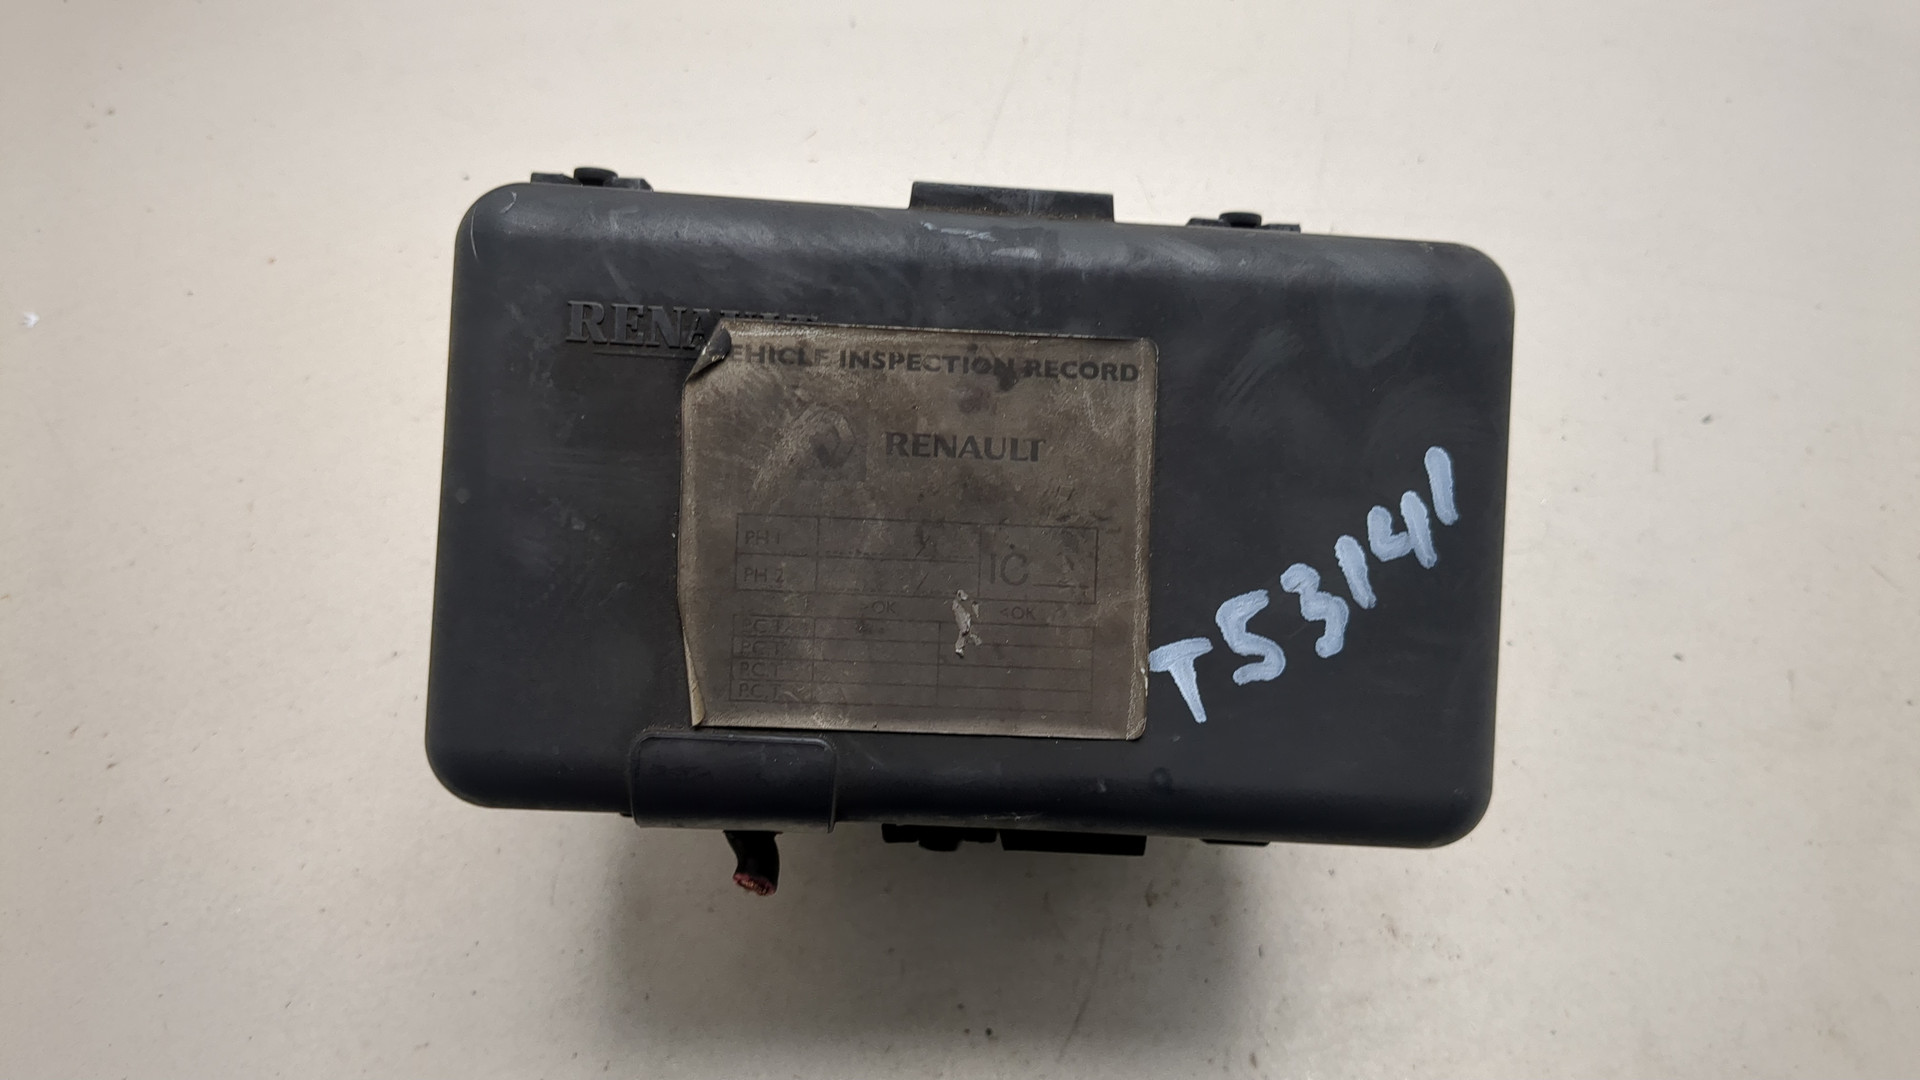 RENAULT
VEHICLE INSPECTION RECORD
RENAULT
PH 1
IC
PH 2
>OK <OK
P.C.T.
P.C.T.
P.C.T.
P.C.T.
T53141